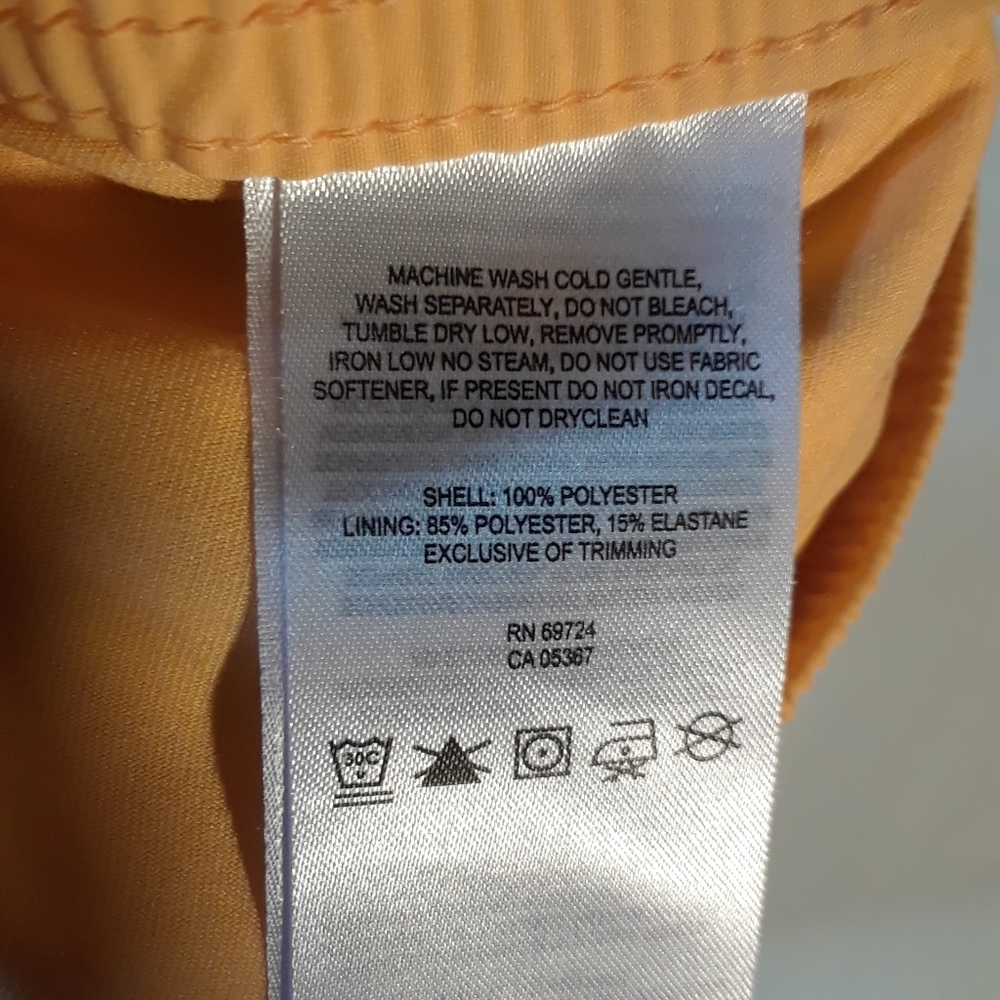 MACHINE WASH COLD GENTLE,
WASH SEPARATELY, DO NOT BLEACH,
TUMBLE DRY LOW, REMOVE PROMPTLY,
IRON LOW NO STEAM, DO NOT USE FABRIC
SOFTENER, IF PRESENT DO NOT IRON DECAL,
DO NOT DRYCLEAN
SHELL: 100% POLYESTER
LINING: 85% POLYESTER, 15% ELASTANE
EXCLUSIVE OF TRIMMING
RN 69724
CA 05367
30C